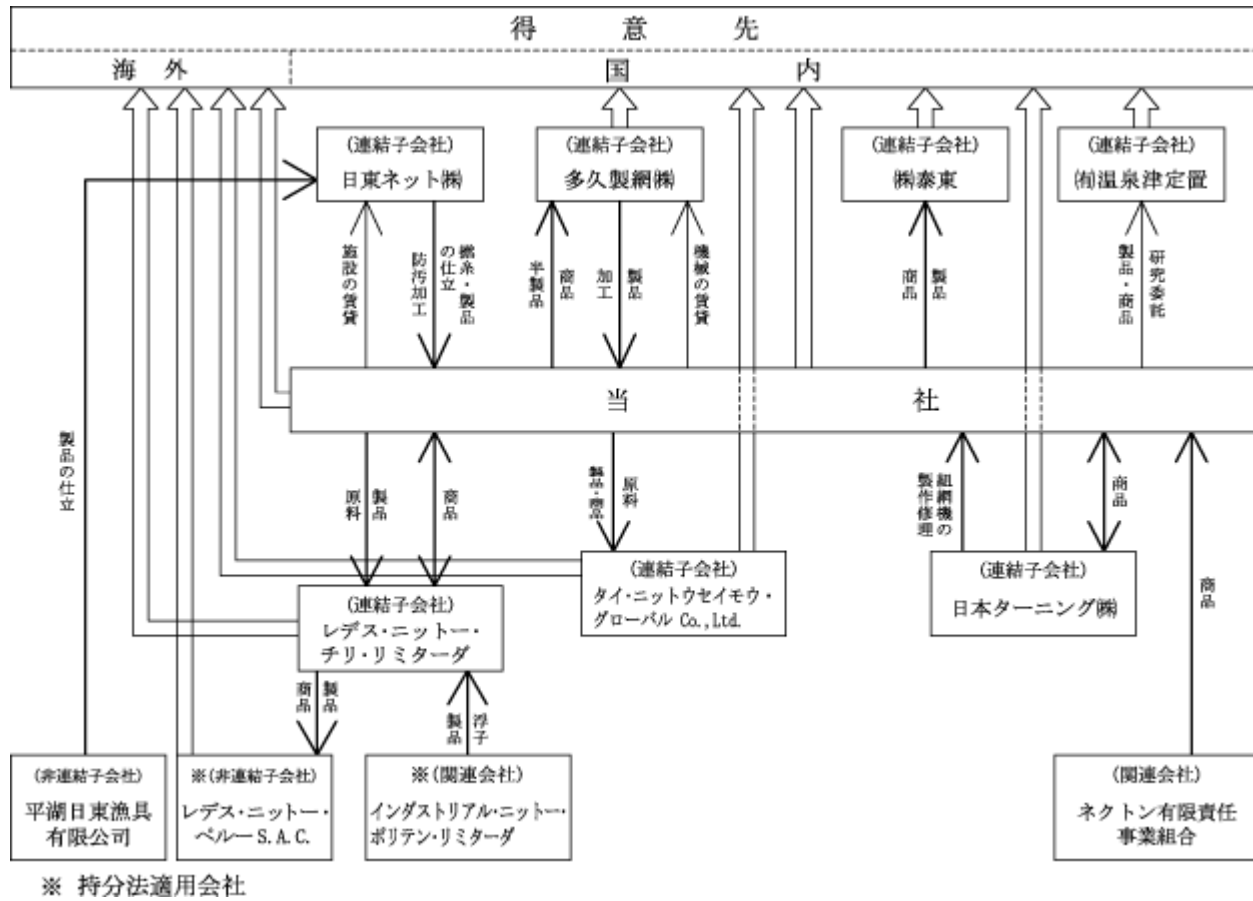 得意先
海外
国内
(連結子会社)
日東ネット㈱
(連結子会社)
多久製網㈱
(連結子会社)
㈱泰東
(連結子会社)
㈲温泉津定置
施設の賃貸
撚糸・製品
の仕立
防汚加工
商品
半製品
製品
加工
機械の賃貸
製品
商品
研究委託
製品・商品
当社
製品の仕立
製品
原料
商品
原料
製品・商品
組網機の
製作修理
商品
商品
(連結子会社)
レデス・ニットー・
チリ・リミターダ
(連結子会社)
タイ・ニットウセイモウ・
グローバル Co.,Ltd.
(連結子会社)
日本ターニング㈱
製品
商品
浮子
製品
(非連結子会社)
平湖日東漁具
有限公司
※(非連結子会社)
レデス・ニットー・
ペルー S.A.C.
※(関連会社)
インダストリアル・ニットー・
ポリテン・リミターダ
(関連会社)
ネクトン有限責任
事業組合
※ 持分法適用会社